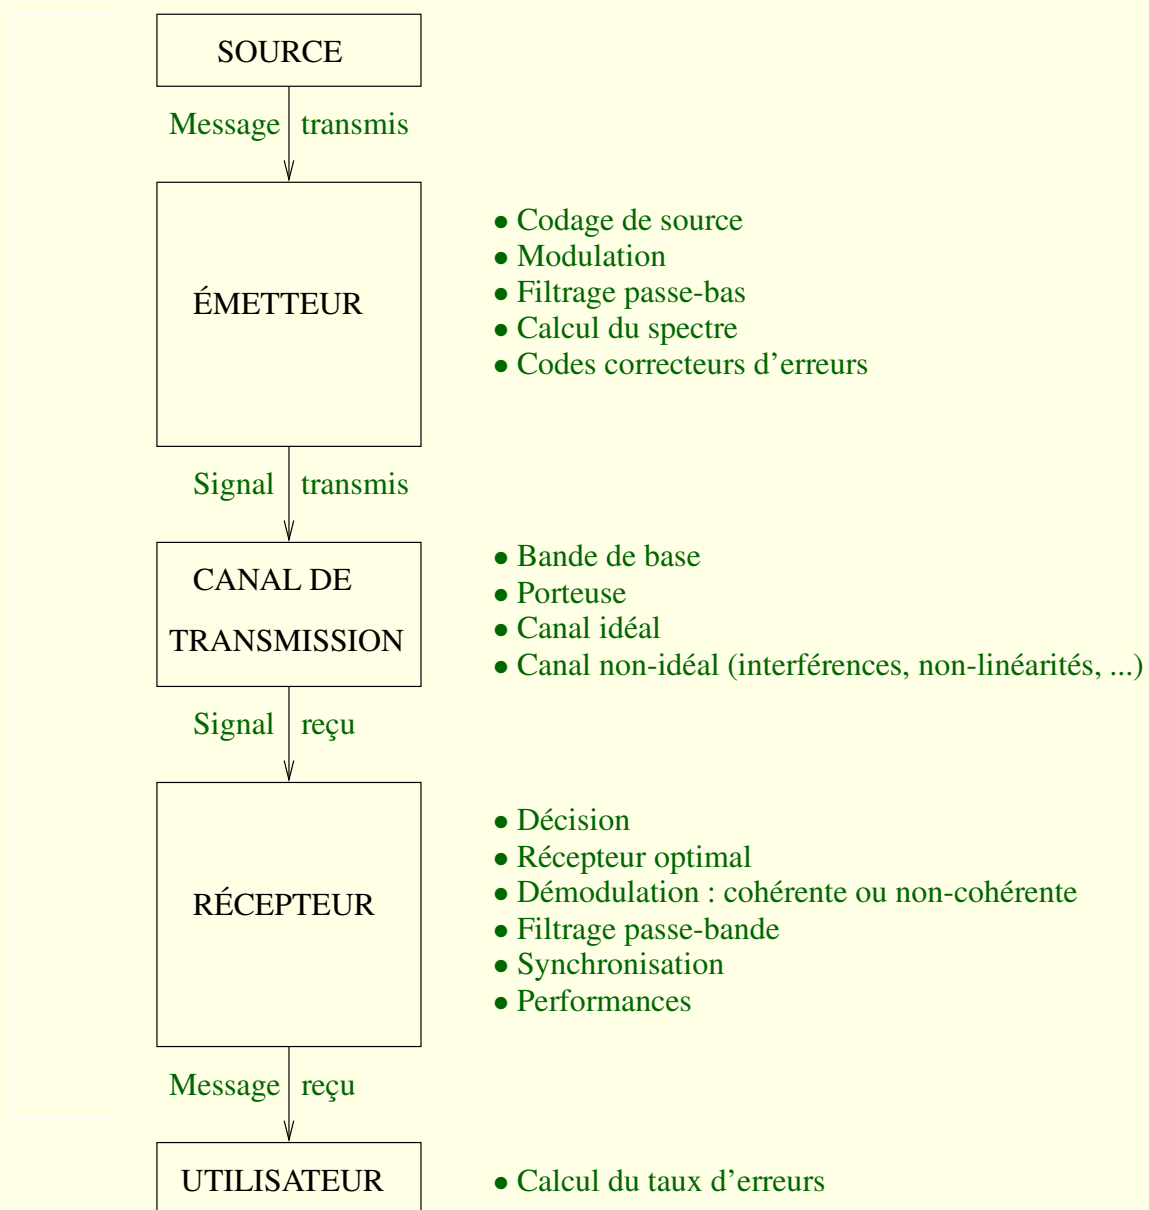 SOURCE
Message transmis
ÉMETTEUR
• Codage de source
• Modulation
• Filtrage passe-bas
• Calcul du spectre
• Codes correcteurs d'erreurs
Signal transmis
CANAL DE
TRANSMISSION
• Bande de base
• Porteuse
• Canal idéal
• Canal non-idéal (interférences, non-linéarités, ...)
Signal reçu
RÉCEPTEUR
• Décision
• Récepteur optimal
• Démodulation : cohérente ou non-cohérente
• Filtrage passe-bande
• Synchronisation
• Performances
Message reçu
UTILISATEUR
• Calcul du taux d'erreurs